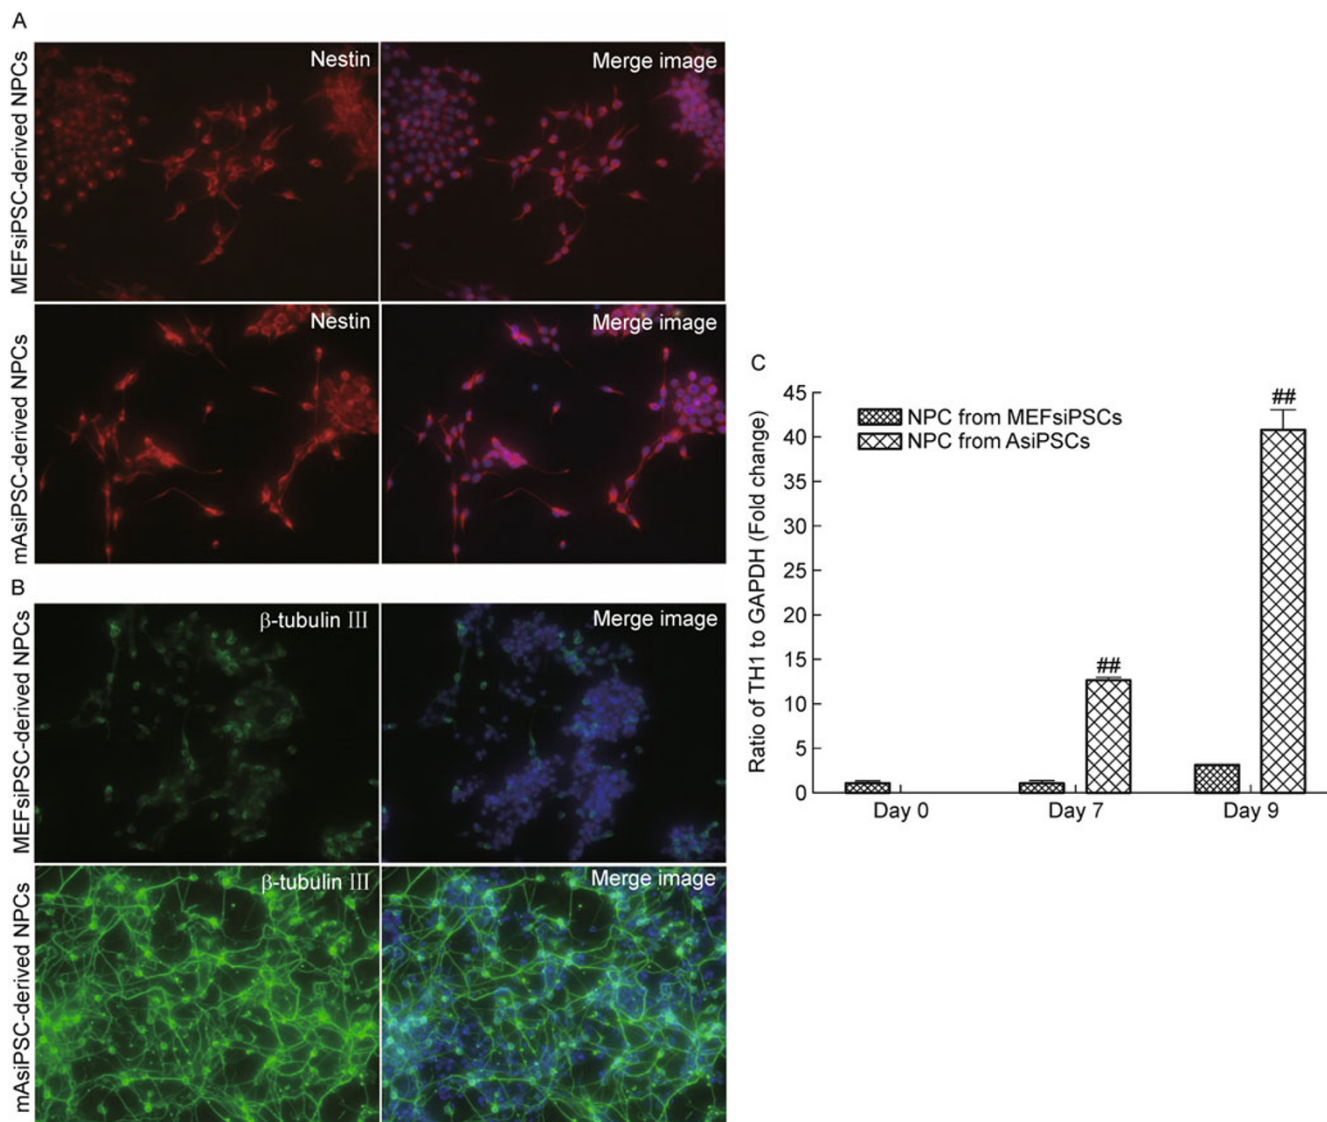 A
MEFsiPSC-derived NPCs
Nestin
Merge image
mAsiPSC-derived NPCs
Nestin
Merge image
B
MEFsiPSC-derived NPCs
β-tubulin III
Merge image
mAsiPSC-derived NPCs
β-tubulin III
Merge image
C
Ratio of TH1 to GAPDH (Fold change)
45
40
35
30
25
20
15
10
5
0
NPC from MEFsiPSCs
NPC from AsiPSCs
##
##
Day 0
Day 7
Day 9